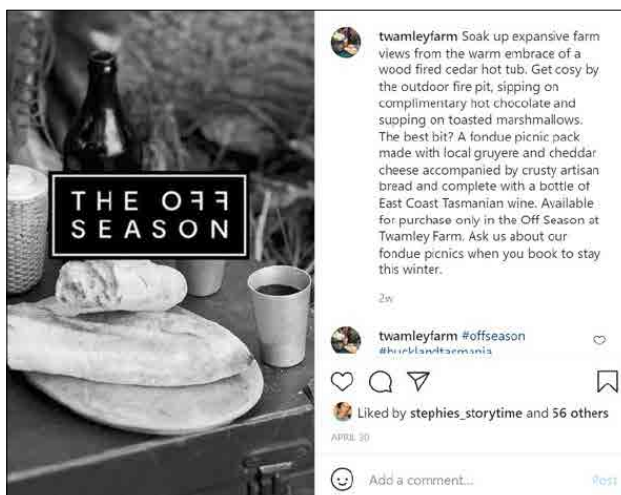 THE OFF
SEASON
twamleyfarm Soak up expansive farm
views from the warm embrace of a
wood fired cedar hot tub. Get cosy by
the outdoor fire pit, sipping on
complimentary hot chocolate and
supping on toasted marshmallows.
The best bit? A fondue picnic pack
made with local gruyere and cheddar
cheese accompanied by crusty artisan
bread and complete with a bottle of
East Coast Tasmanian wine. Available
for purchase only in the Off Season at
Twamley Farm. Ask us about our
fondue picnics when you book to stay
this winter.
2w
twamleyfarm #offseason
#bucklandtasmania
Liked by stephies_storytime and 56 others
APRIL 30
Add a comment...
Post